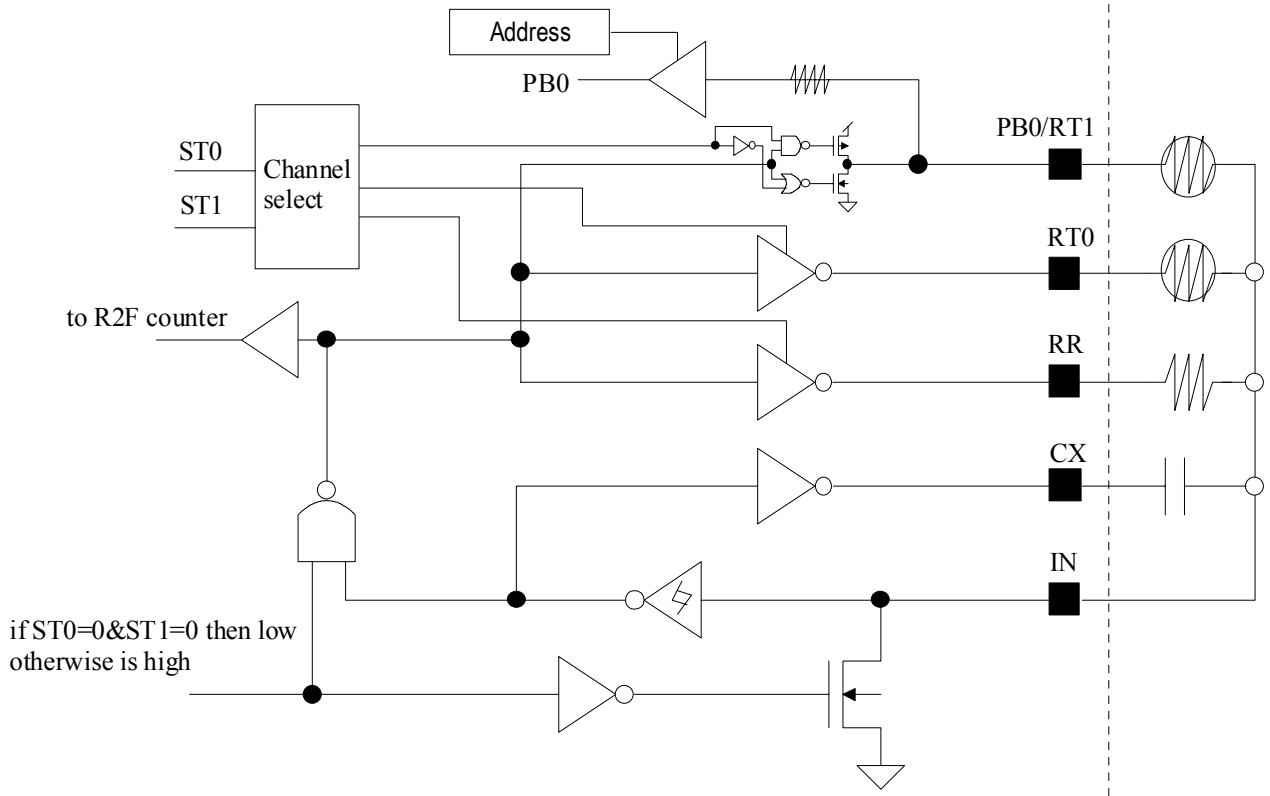 Address
PB0
PB0/RT1
ST0
Channel
select
ST1
RT0
to R2F counter
RR
CX
IN
if ST0=0&ST1=0 then low
otherwise is high